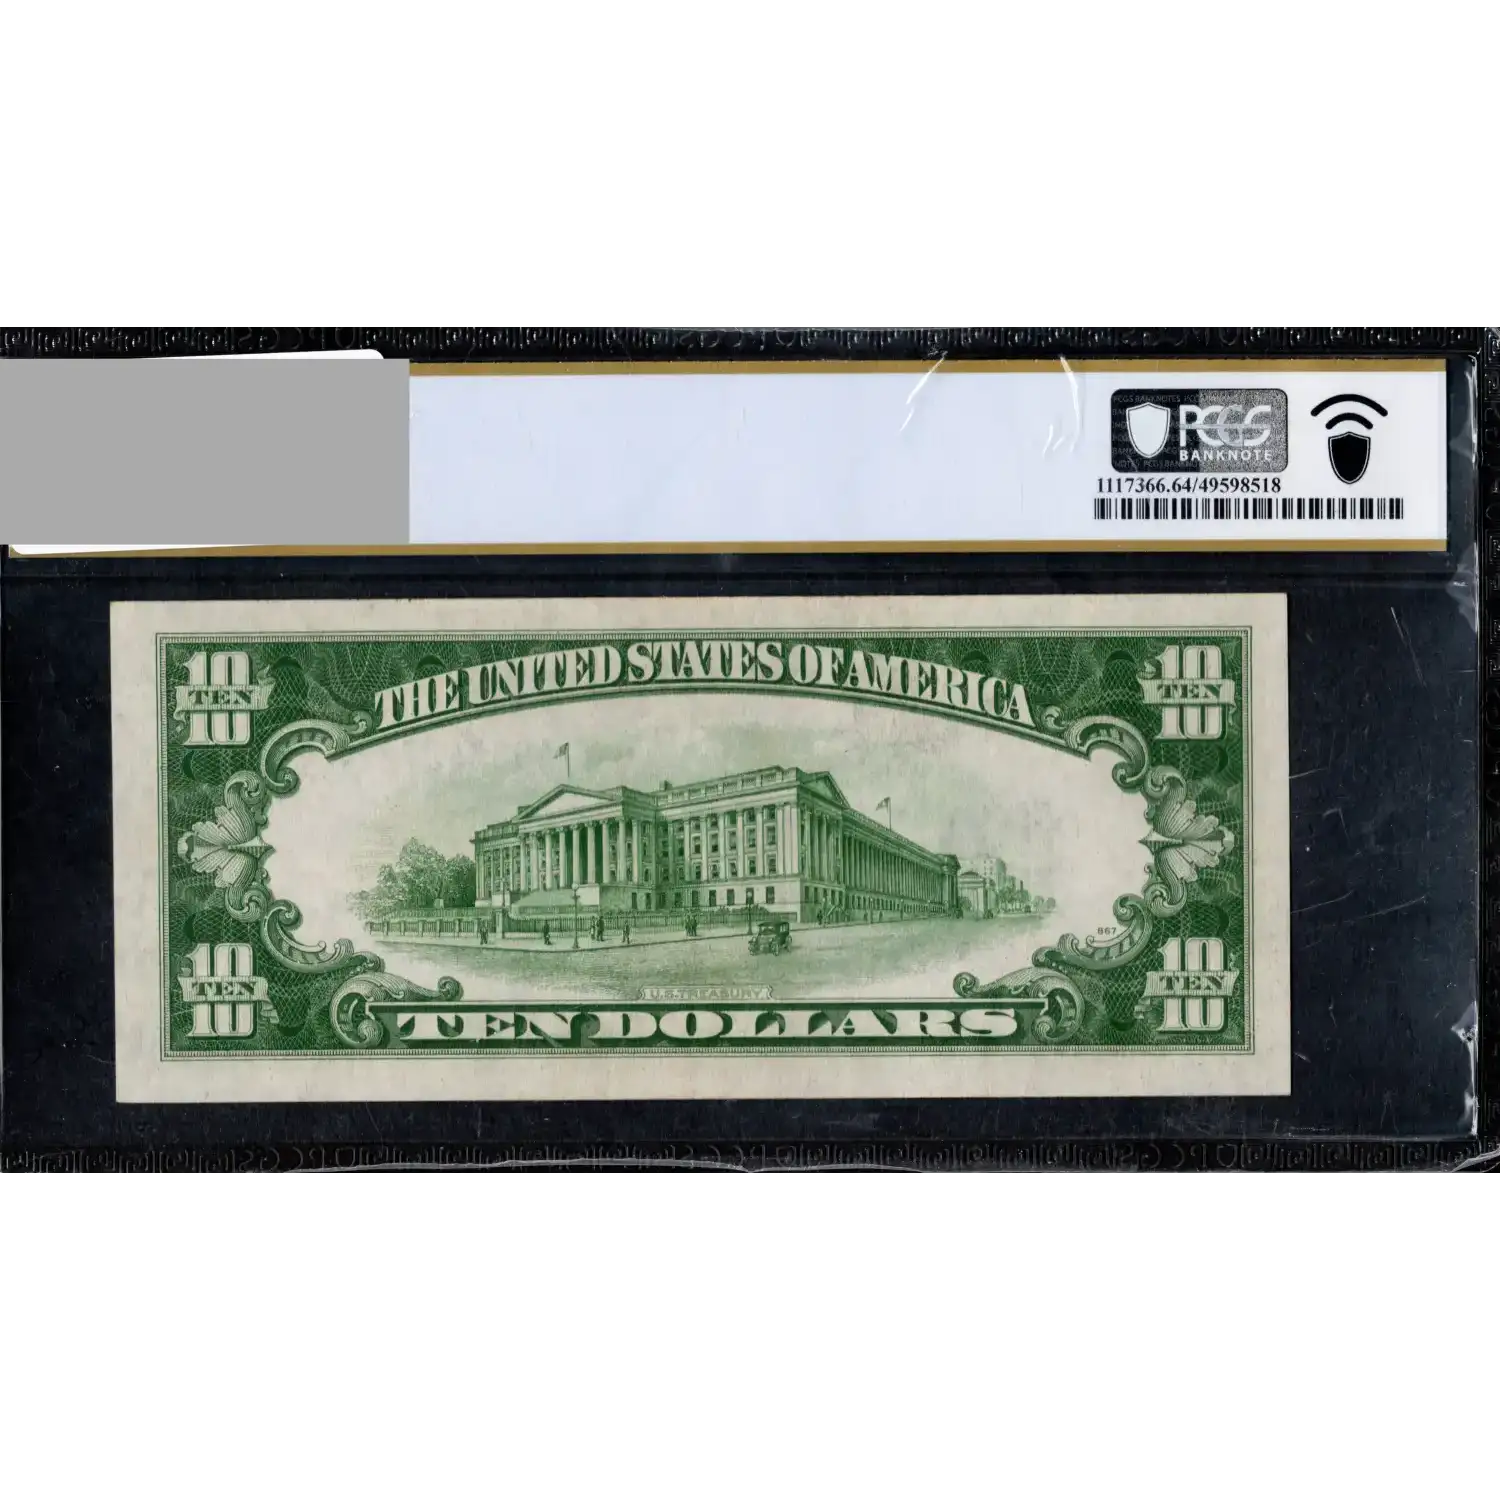 PCGS
BANKNOTE
1117366.64/49598518
THE UNITED STATES OF AMERICA
10
TEN
10
10
TEN
10
867
10
TEN
10
10
TEN
10
U.S. TREASURY
TEN DOLLARS